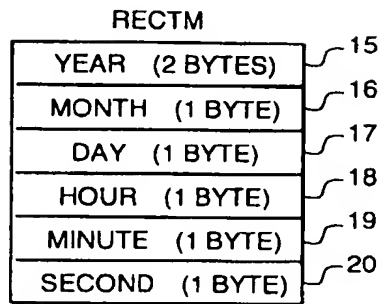 RECTM
YEAR (2 BYTES) 15
MONTH (1 BYTE) 16
DAY (1 BYTE) 17
HOUR (1 BYTE) 18
MINUTE (1 BYTE) 19
SECOND (1 BYTE) 20